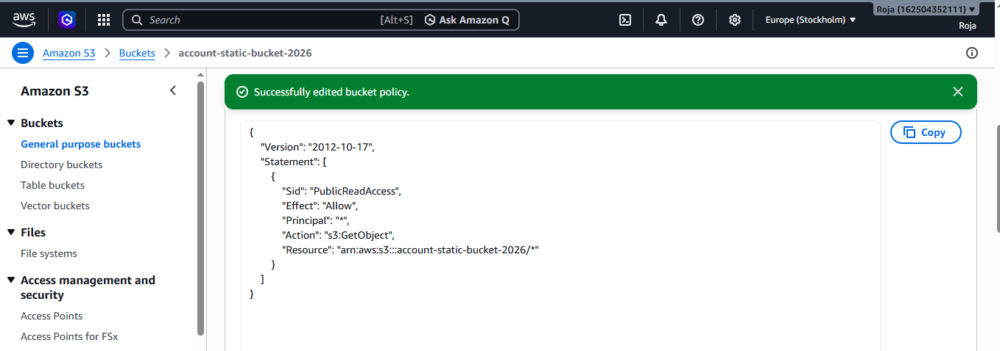 aws
Search [Alt+S] Ask Amazon Q
Europe (Stockholm)
Roja (162504352111)
Roja
Amazon S3 Buckets account-static-bucket-2026
Amazon S3
Buckets
General purpose buckets
Directory buckets
Table buckets
Vector buckets
Files
File systems
Access management and
security
Access Points
Access Points for FSx
Successfully edited bucket policy.
Copy
{
"Version": "2012-10-17",
"Statement": [
{
"Sid": "PublicReadAccess",
"Effect": "Allow",
"Principal": "*",
"Action": "s3:GetObject",
"Resource": "arn:aws:s3:::account-static-bucket-2026/*"
}
]
}